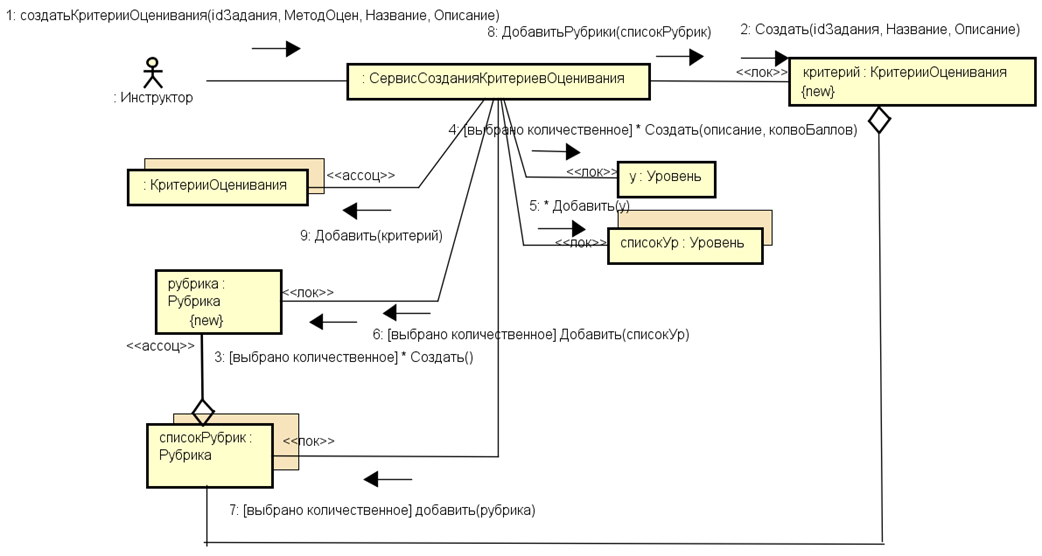 1: создатьКритерииОценивания(idЗадания, МетодОцен, Название, Описание)
8: ДобавитьРубрики(списокРубрик)
2: Создать(idЗадания, Название, Описание)
: Инструктор
: СервисСозданияКритериевОценивания
<<лок>>
критерий : КритерииОценивания
{new}
4: [выбрано количественное] * Создать(описание, колвоБаллов)
<<лок>>
у : Уровень
: КритерииОценивания
<<ассоц>>
5: * Добавить(у)
<<лок>>
списокУр : Уровень
9: Добавить(критерий)
рубрика :
Рубрика
{new}
<<лок>>
6: [выбрано количественное] Добавить(списокУр)
<<ассоц>>
3: [выбрано количественное] * Создать()
списокРубрик :
Рубрика
<<лок>>
7: [выбрано количественное] добавить(рубрика)